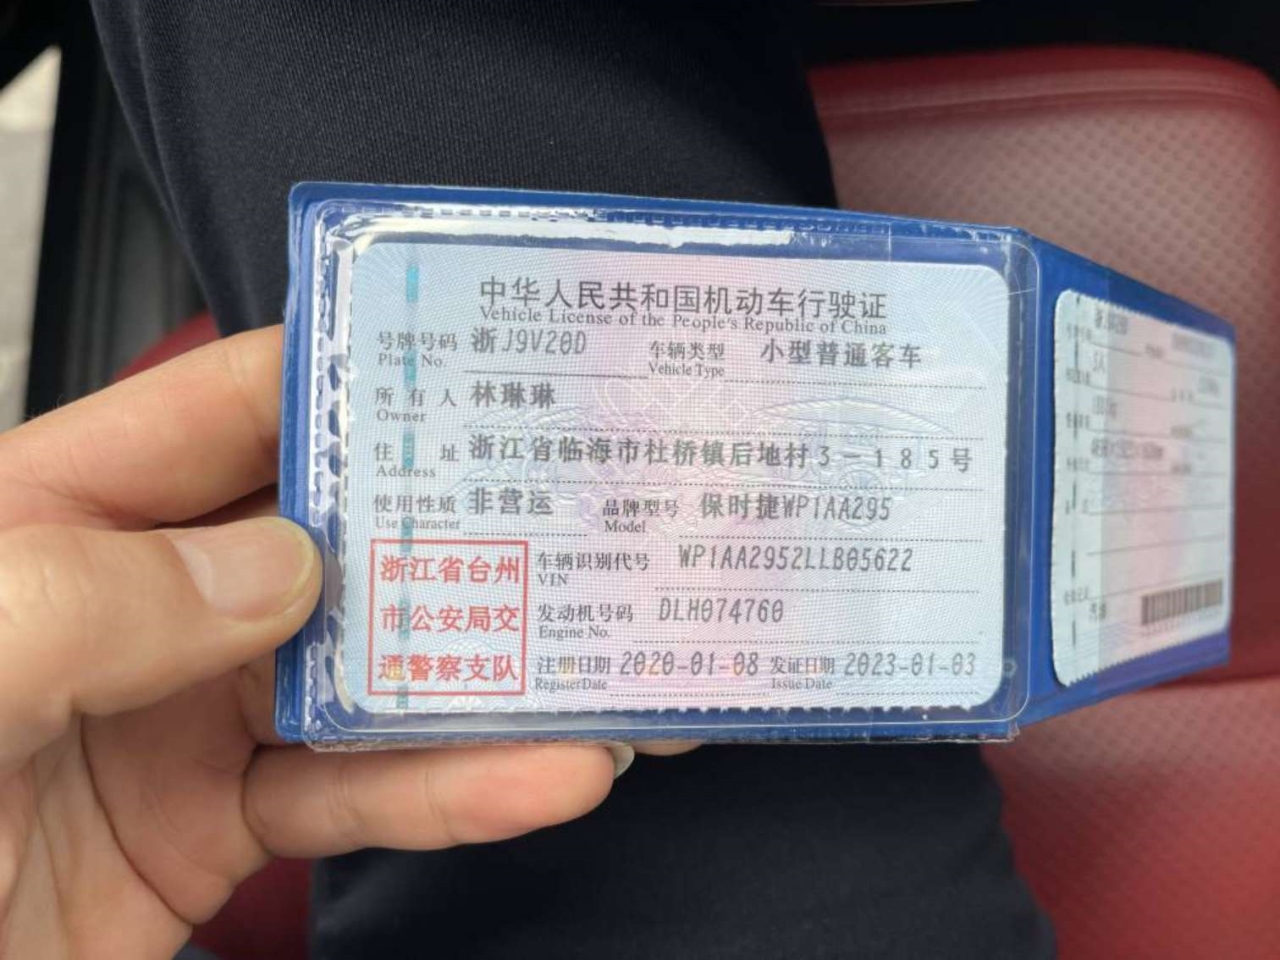 中华人民共和国机动车行驶证
Vehicle License of the People's Republic of China
号牌号码 浙J9V20D 车辆类型 小型普通客车
Plate No. Vehicle Type
所有人 林琳琳
Owner
住址 浙江省临海市杜桥镇后地村3-185号
Address
使用性质 非营运 品牌型号 保时捷WP1AA295
Use Character Model
浙江省台州
市公安局交
通警察支队
车辆识别代号 WP1AA2952LLB05622
VIN
发动机号码 DLH074760
Engine No.
注册日期 2020-01-08 发证日期 2023-01-03
Register Date Issue Date